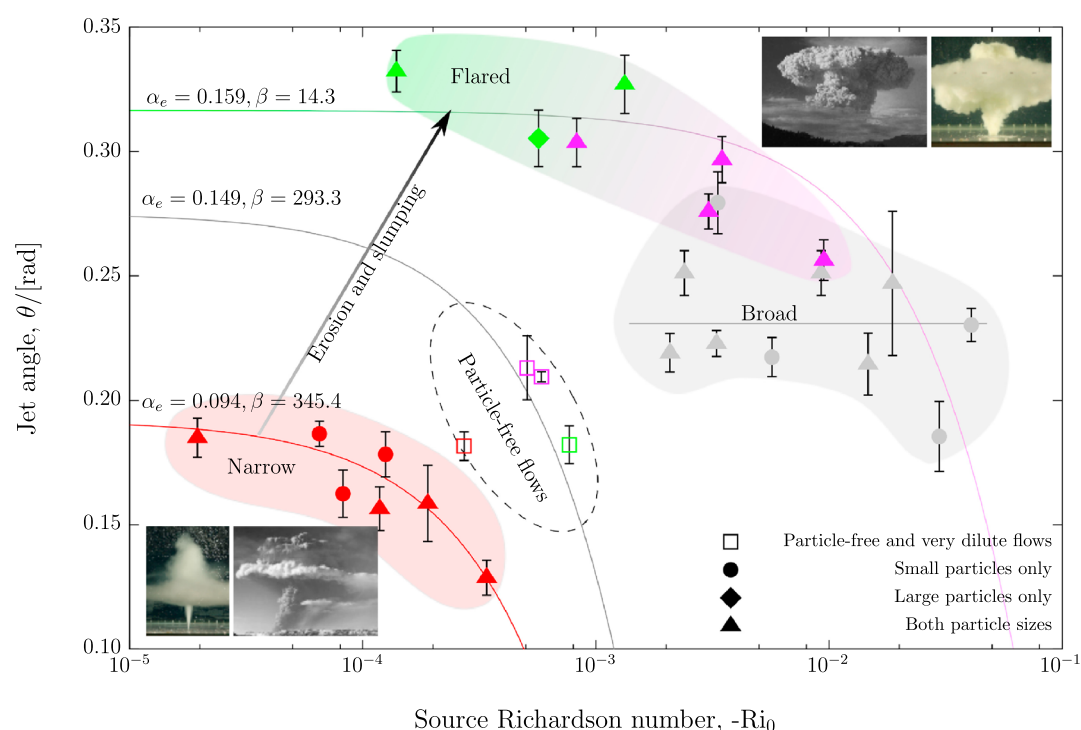 0.35
0.30
0.25
0.20
0.15
0.10
Jet angle, θ/[rad]
α_e = 0.159, β = 14.3
α_e = 0.149, β = 293.3
α_e = 0.094, β = 345.4
Flared
Erosion and slumping
Broad
Particle-free flows
Narrow
Particle-free and very dilute flows
Small particles only
Large particles only
Both particle sizes
10⁻⁵
10⁻⁴
10⁻³
10⁻²
10⁻¹
Source Richardson number, -Ri₀